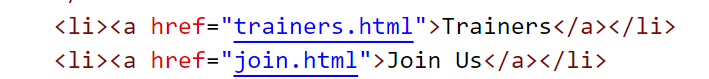 <li><a href="trainers.html">Trainers</a></li>
<li><a href="join.html">Join Us</a></li>